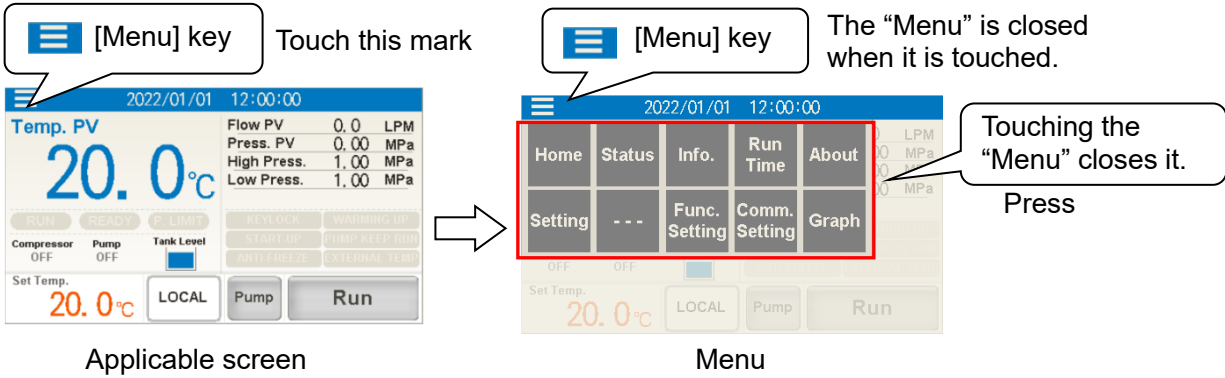 [Menu] key
Touch this mark
2022/01/01 12:00:00
Temp. PV
20. 0℃
Flow PV 0. 0 LPM
Press. PV 0. 00 MPa
High Press. 1. 00 MPa
Low Press. 1. 00 MPa
RUN READY P. LIMIT
KEYLOCK WARMING UP
START-UP PUMP KEEP RUN
ANTI-FREEZE EXTERNAL TEMP
Compressor Pump Tank Level
OFF OFF
Set Temp.
20. 0℃
LOCAL Pump Run
Applicable screen
[Menu] key
The “Menu” is closed
when it is touched.
2022/01/01 12:00:00
Home Status Info. Run Time About
Setting - - - Func. Setting Comm. Setting Graph
LPM
MPa
MPa
MPa
OFF OFF
Set Temp.
20. 0℃
LOCAL Pump Run
Touching the
“Menu” closes it.
Press
Menu